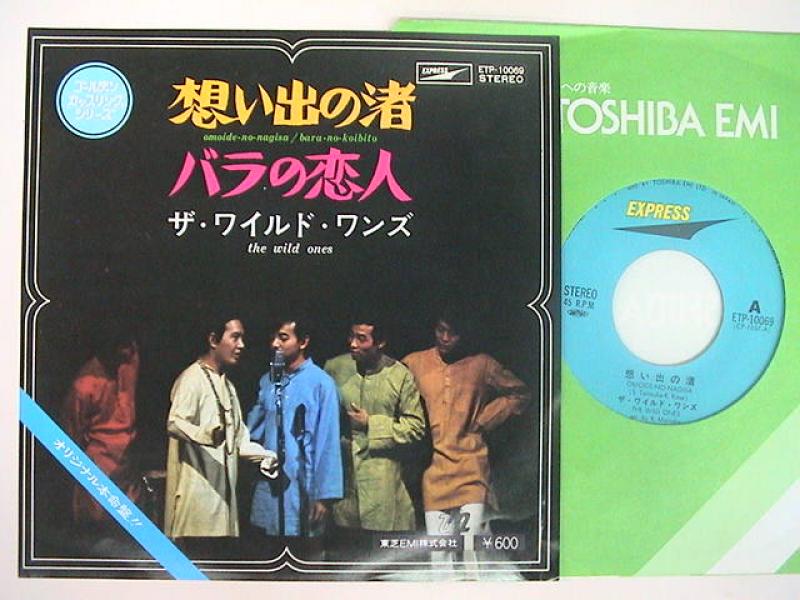 ゴールデン
カップリング
シリーズ
EXPRESS
ETP-10069
STEREO
想い出の渚
omoide-no-nagisa / bara-no-koibito
バラの恋人
ザ・ワイルド・ワンズ
the wild ones
オリジナル本命盤!!
東芝EMI株式会社
¥600
への音楽
TOSHIBA EMI
EXPRESS
STEREO
45 R.P.M.
A
ETP-10069
想い出の渚
OMOIDE-NO-NAGISA
ザ・ワイルド・ワンズ
THE WILD ONES